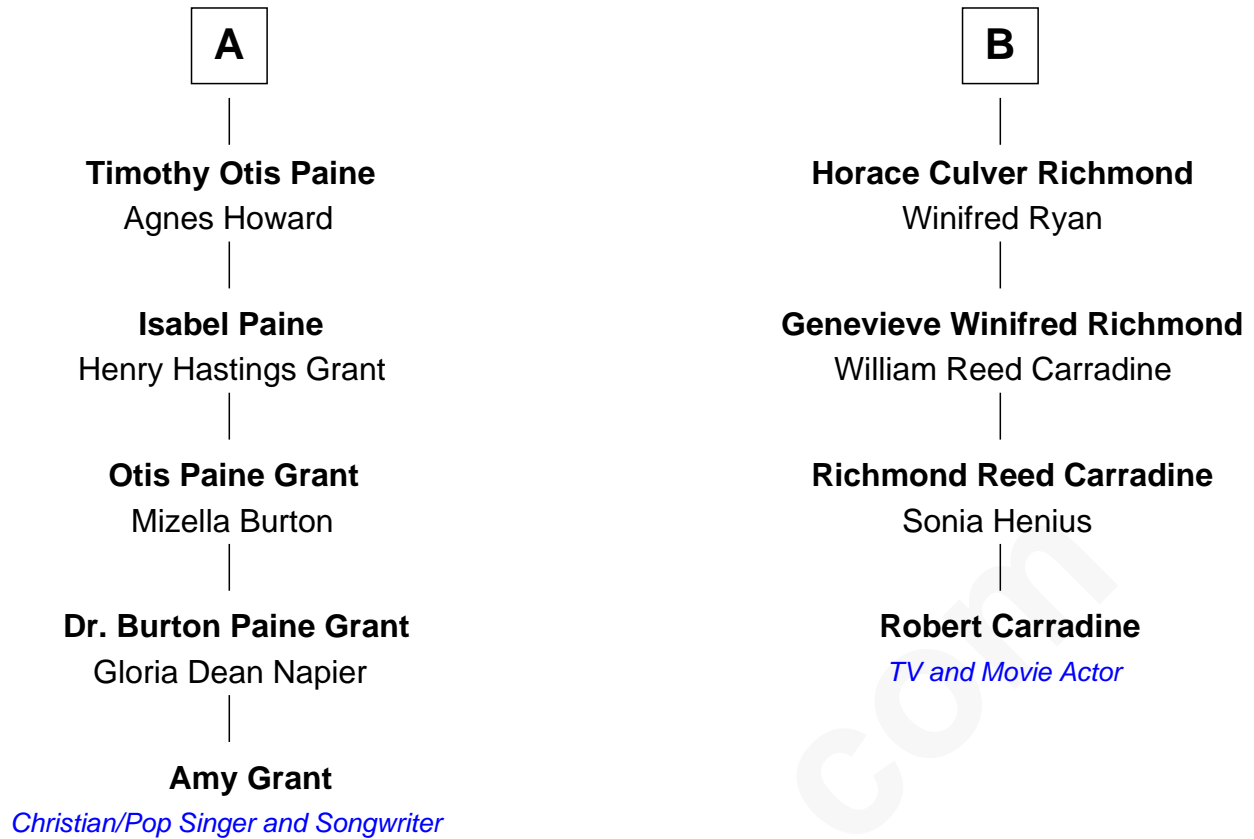 A
Timothy Otis Paine
Agnes Howard
Isabel Paine
Henry Hastings Grant
Otis Paine Grant
Mizella Burton
Dr. Burton Paine Grant
Gloria Dean Napier
Amy Grant
Christian/Pop Singer and Songwriter
B
Horace Culver Richmond
Winifred Ryan
Genevieve Winifred Richmond
William Reed Carradine
Richmond Reed Carradine
Sonia Henius
Robert Carradine
TV and Movie Actor
com